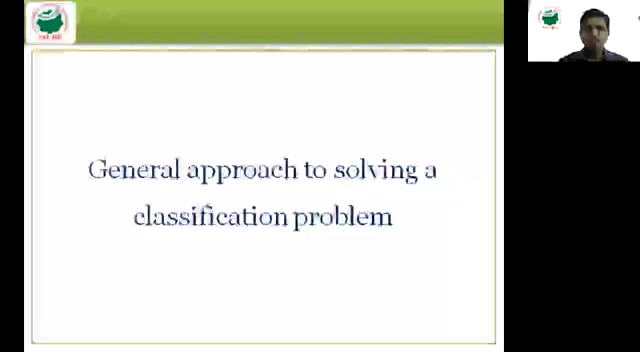 General approach to solving a
classification problem